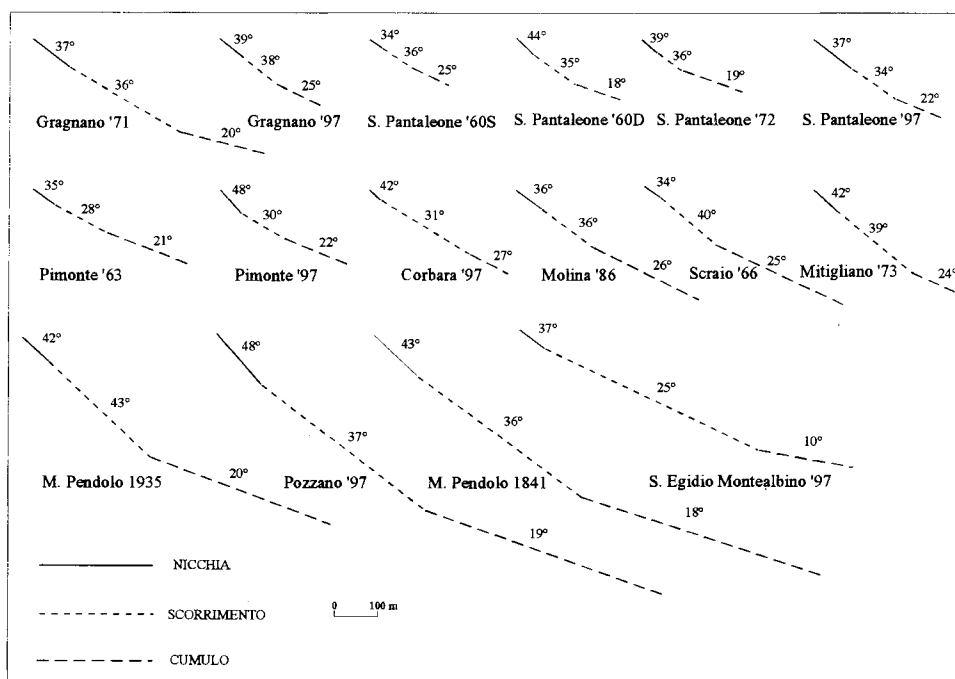 37° 36° 20°
Gragnano '71
39° 38° 25°
Gragnano '97
34° 36° 25°
S. Pantaleone '60S
44° 35° 18°
S. Pantaleone '60D
39° 36° 19°
S. Pantaleone '72
37° 34° 22°
S. Pantaleone '97
35° 28° 21°
Pimonte '63
48° 30° 22°
Pimonte '97
42° 31° 27°
Corbara '97
36° 36° 26°
Molina '86
34° 40° 25°
Scraio '66
42° 39° 24°
Mitigliano '73
42° 43° 20°
M. Pendolo 1935
48° 37° 19°
Pozzano '97
43° 36° 18°
M. Pendolo 1841
37° 25° 10°
S. Egidio Montealbino '97
NICCHIA
SCORRIMENTO
0 100 m
CUMULO